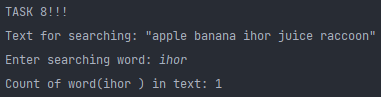 TASK 8!!!
Text for searching: "apple banana ihor juice raccoon"
Enter searching word: ihor
Count of word(ihor ) in text: 1